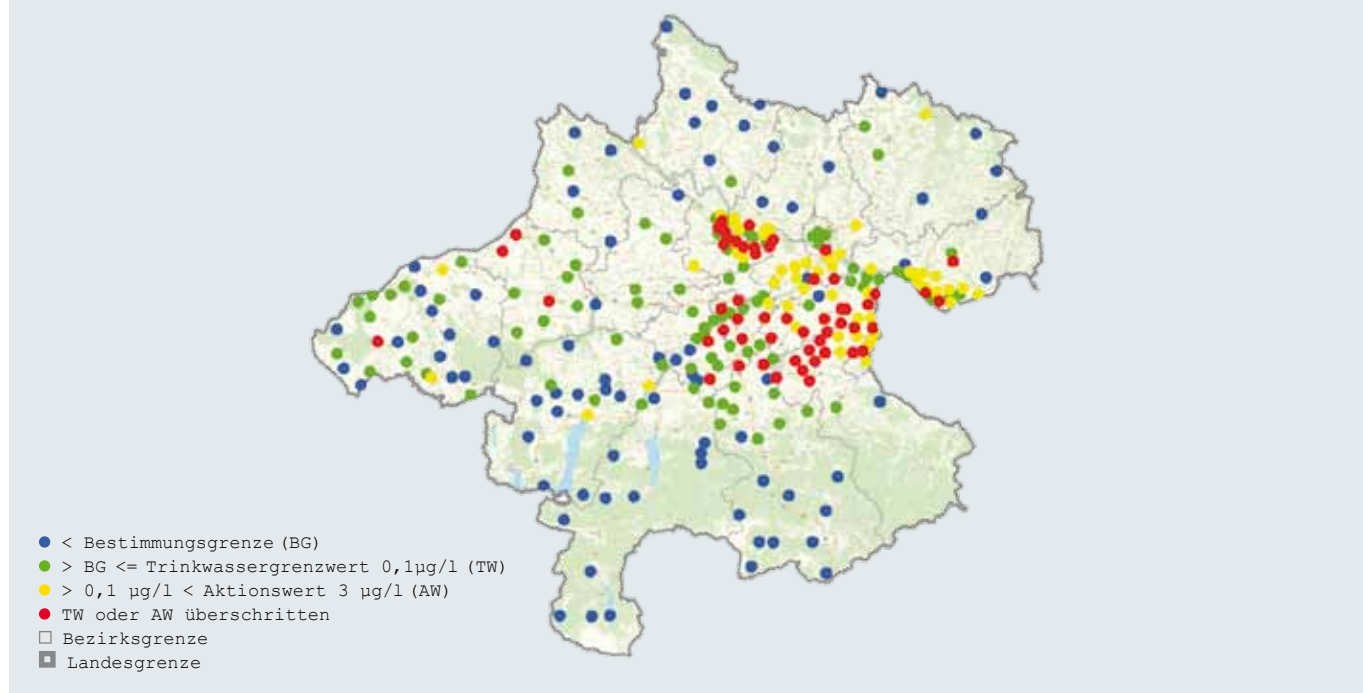 < Bestimmungsgrenze (BG)
> BG <= Trinkwassergrenzwert 0,1µg/l (TW)
> 0,1 µg/l < Aktionswert 3 µg/l (AW)
TW oder AW überschritten
Bezirksgrenze
Landesgrenze